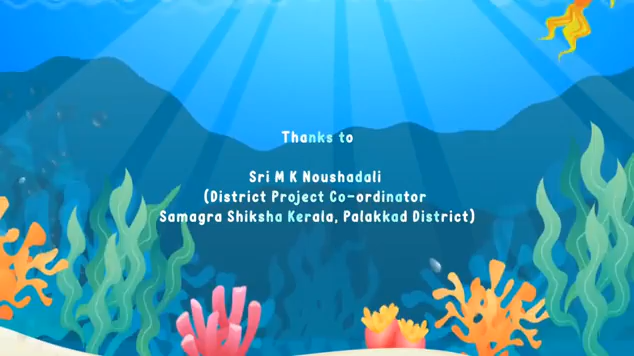 Thanks to
Sri M K Noushadali
(District Project Co-ordinator
Samagra Shiksha Kerala, Palakkad District)